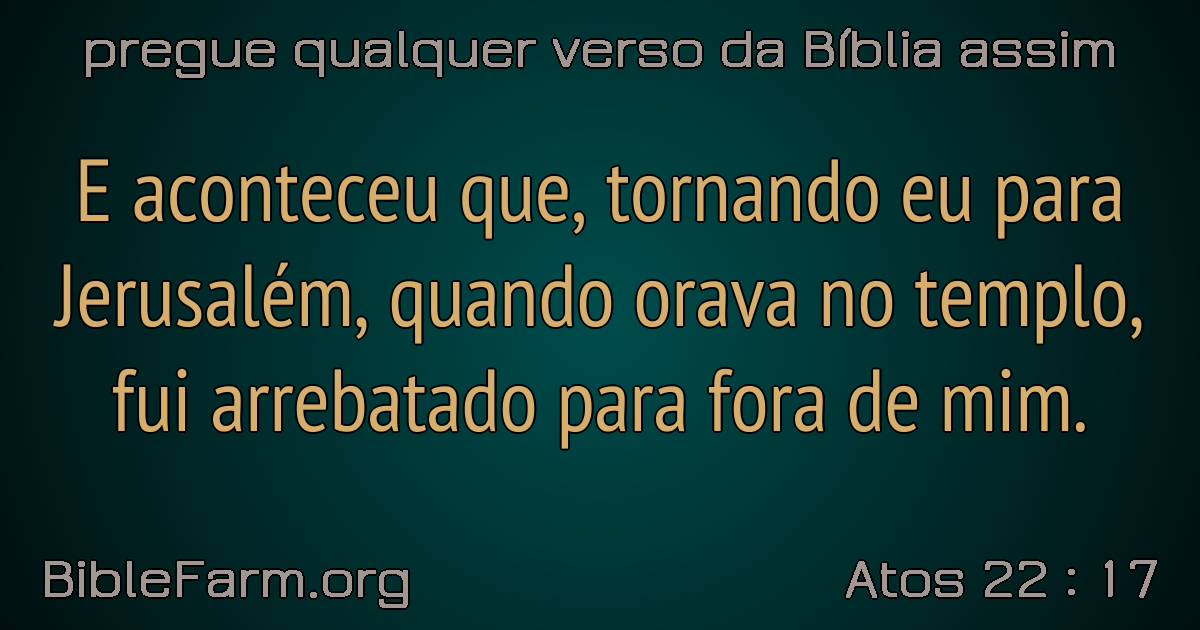 pregue qualquer verso da Bíblia assim
E aconteceu que, tornando eu para
Jerusalém, quando orava no templo,
fui arrebatado para fora de mim.
BibleFarm.org
Atos 22 : 17